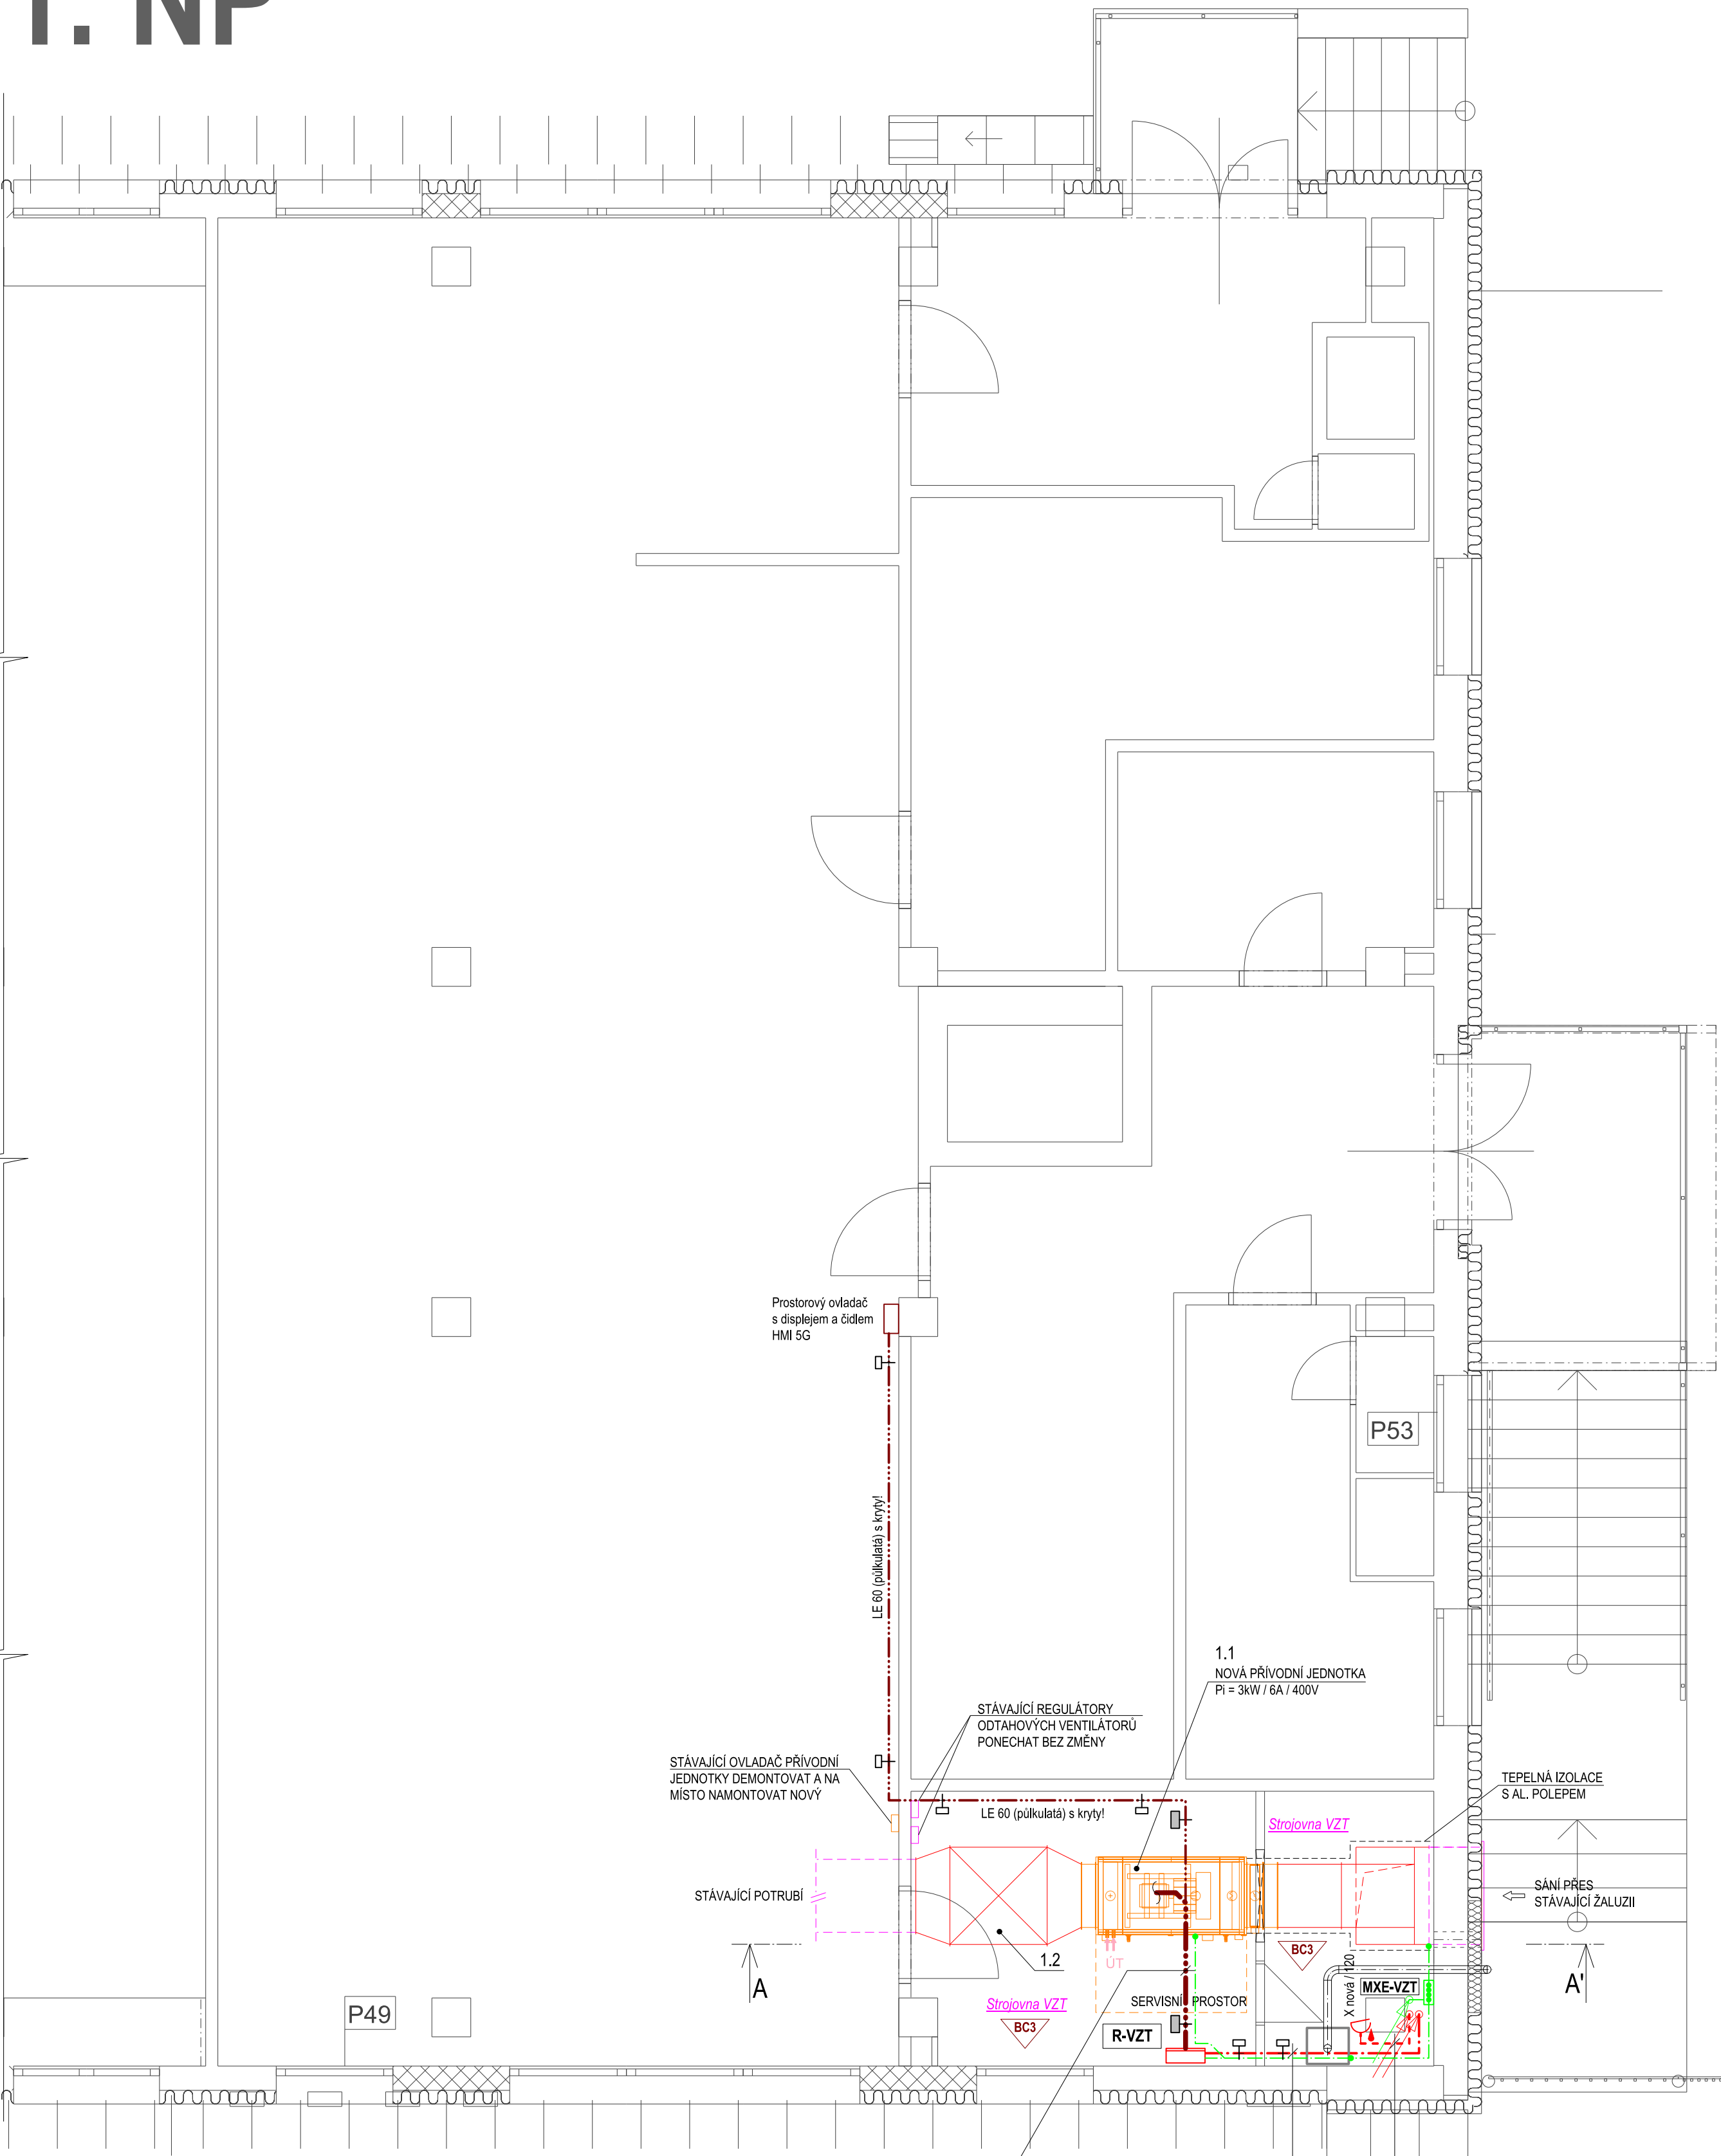 1. NP
Prostorový ovladač
s displejem a čidlem
HMI 5G
P53
LE 60 (půlkulatá) s kryty!
1.1
NOVÁ PŘÍVODNÍ JEDNOTKA
Pi = 3kW / 6A / 400V
STÁVAJÍCÍ REGULÁTORY
ODTAHOVÝCH VENTILÁTORŮ
PONECHAT BEZ ZMĚNY
STÁVAJÍCÍ OVLADAČ PŘÍVODNÍ
JEDNOTKY DEMONTOVAT A NA
MÍSTO NAMONTOVAT NOVÝ
TEPELNÁ IZOLACE
S AL. POLEPEM
LE 60 (půlkulatá) s kryty!
Strojovna VZT
STÁVAJÍCÍ POTRUBÍ
SÁNÍ PŘES
STÁVAJÍCÍ ŽALUZII
ÚT
1.2
BC3
A
A'
X nová / 120
MXE-VZT
SERVISNÍ PROSTOR
Strojovna VZT
BC3
P49
R-VZT